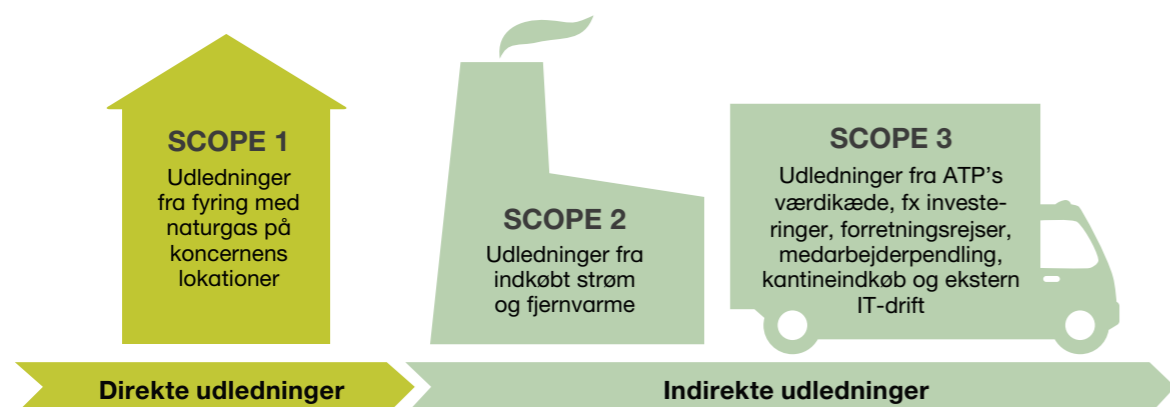 SCOPE 1
Udledninger
fra fyring med
naturgas på
koncernens
lokationer
SCOPE 2
Udledninger fra
indkøbt strøm
og fjernvarme
SCOPE 3
Udledninger fra ATP's
værdikæde, fx investe-
ringer, forretningsrejser,
medarbejderpendling,
kantineindkøb og ekstern
IT-drift
Direkte udledninger
Indirekte udledninger